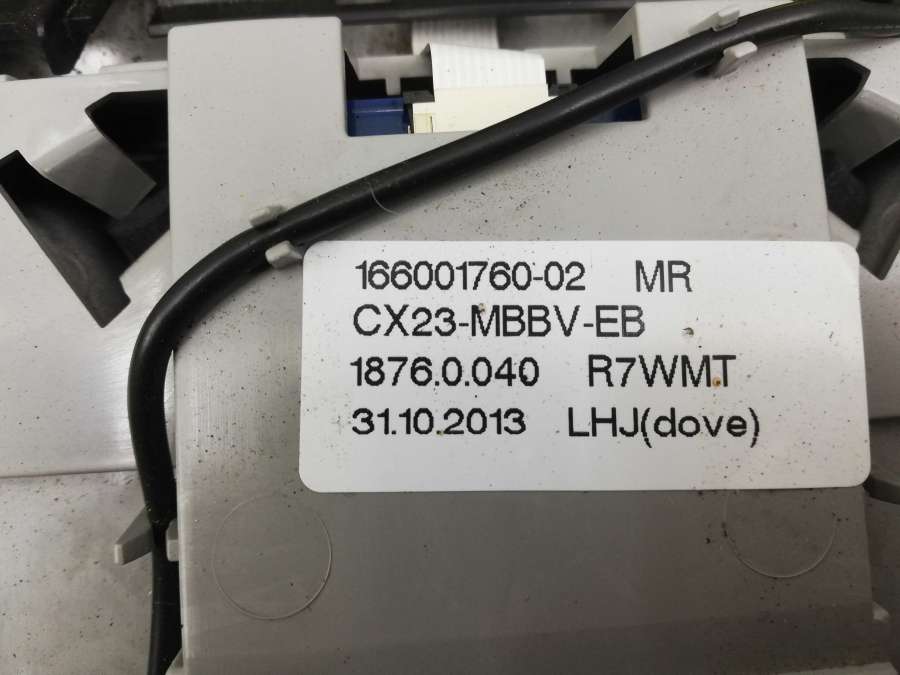 166001760-02 MR
CX23-MBBV-EB
1876.0.040 R7WMT
31.10.2013 LHJ(dove)